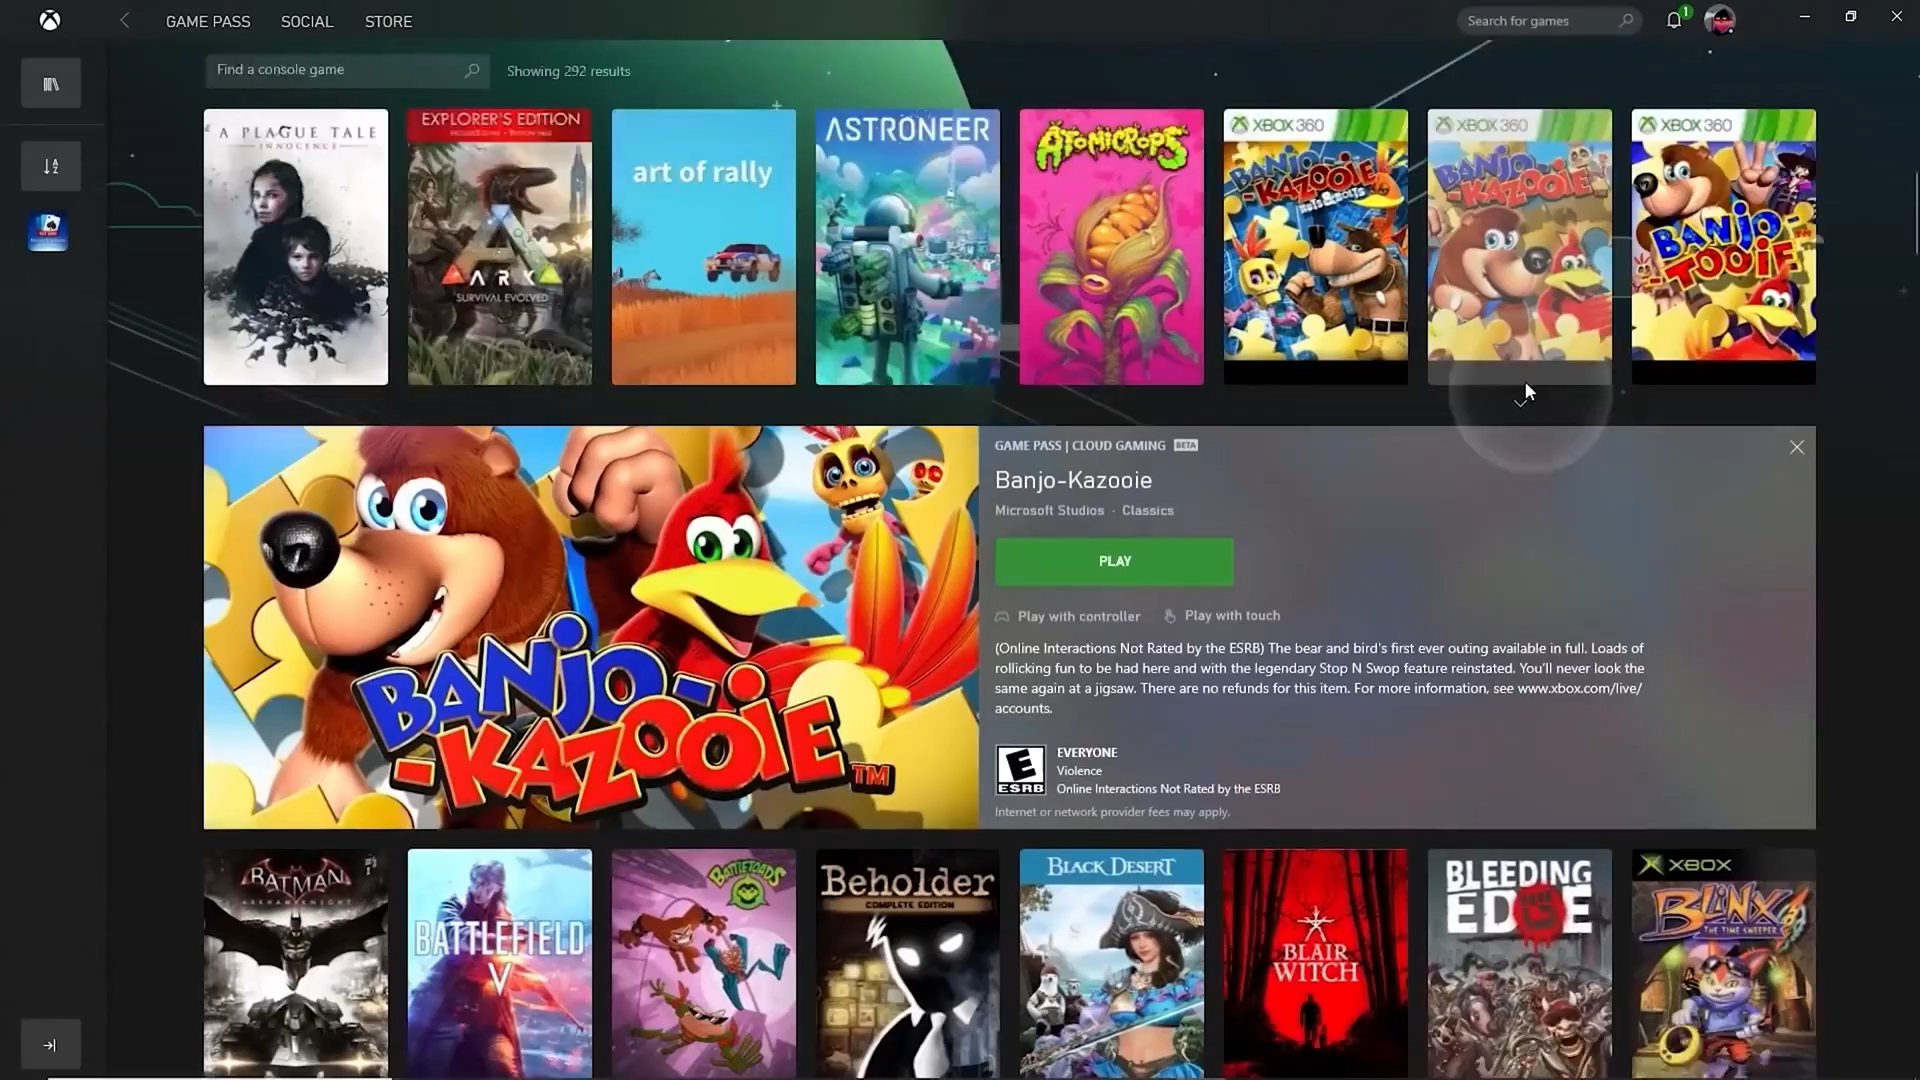 GAME PASS
SOCIAL
STORE
Search for games
1
Find a console game
Showing 292 results
A PLAGUE TALE
INNOCENCE
EXPLORER'S EDITION
ARK
SURVIVAL EVOLVED
art of rally
ASTRONEER
ATOMICROPS
XBOX 360
BANJO
-KAZOOIE
Nuts & Bolts
XBOX 360
BANJO
KAZOOIE
XBOX 360
BANJO-
TOOIE
GAME PASS | CLOUD GAMING BETA
Banjo-Kazooie
Microsoft Studios · Classics
PLAY
Play with controller
Play with touch
(Online Interactions Not Rated by the ESRB) The bear and bird's first ever outing available in full. Loads of
rollicking fun to be had here and with the legendary Stop N Swop feature reinstated. You'll never look the
same again at a jigsaw. There are no refunds for this item. For more information, see www.xbox.com/live/
accounts.
E
ESRB
EVERYONE
Violence
Online Interactions Not Rated by the ESRB
Internet or network provider fees may apply.
BANJO
-KAZOOIE™
BATMAN
ARKHAM KNIGHT
BATTLEFIELD
V
BATTLETOADS
Beholder
COMPLETE EDITION
BLACK DESERT
BLAIR
WITCH
BLEEDING
EDGE
XBOX
BLiNX
THE TIME SWEEPER